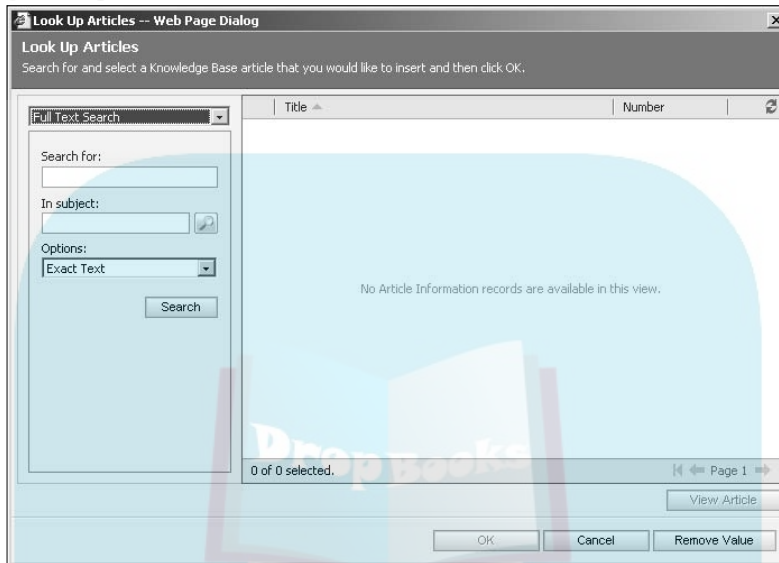 Look Up Articles -- Web Page Dialog
Look Up Articles
Search for and select a Knowledge Base article that you would like to insert and then click OK.
Full Text Search
Search for:
In subject:
Options:
Exact Text
Search
Title
Number
No Article Information records are available in this view.
Drop Books
0 of 0 selected.
Page 1
View Article
OK
Cancel
Remove Value